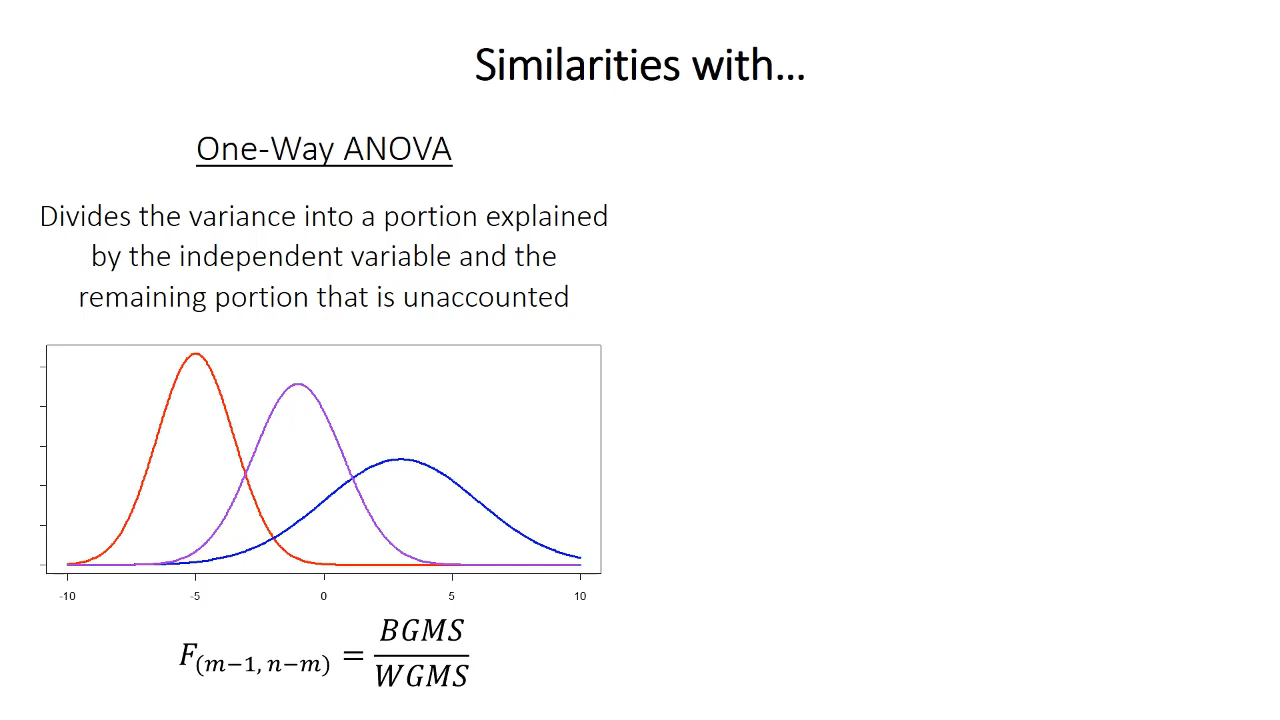 Similarities with…
One-Way ANOVA
Divides the variance into a portion explained
by the independent variable and the
remaining portion that is unaccounted
-10 -5 0 5 10
F(m−1, n−m) = BGMS / WGMS